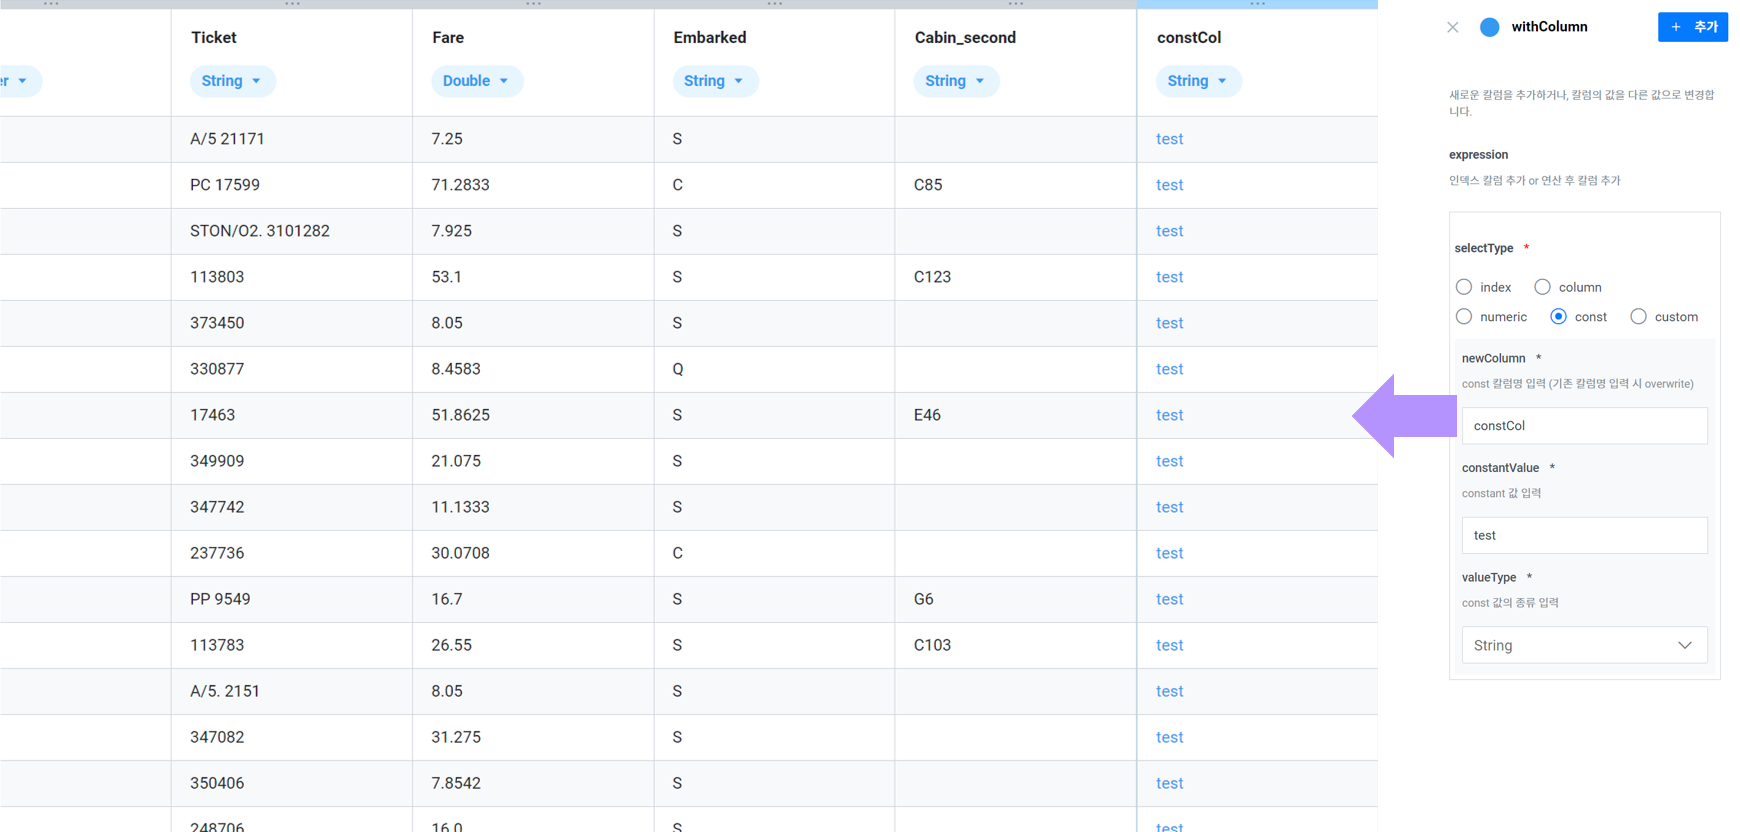 Ticket Fare Embarked Cabin_second constCol
er String Double String String String
A/5 21171 7.25 S test
PC 17599 71.2833 C C85 test
STON/O2. 3101282 7.925 S test
113803 53.1 S C123 test
373450 8.05 S test
330877 8.4583 Q test
17463 51.8625 S E46 test
349909 21.075 S test
347742 11.1333 S test
237736 30.0708 C test
PP 9549 16.7 S G6 test
113783 26.55 S C103 test
A/5. 2151 8.05 S test
347082 31.275 S test
350406 7.8542 S test
248706 16.0 S test
withColumn
+ 추가
새로운 칼럼을 추가하거나, 칼럼의 값을 다른 값으로 변경합
니다.
expression
인덱스 칼럼 추가 or 연산 후 칼럼 추가
selectType *
index column
numeric const custom
newColumn *
const 칼럼명 입력 (기존 칼럼명 입력 시 overwrite)
constCol
constantValue *
constant 값 입력
test
valueType *
const 값의 종류 입력
String